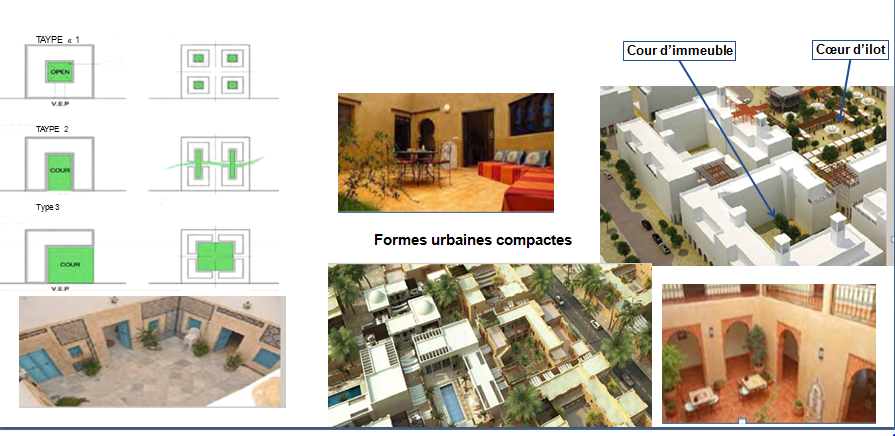 TAYPE « 1
OPEN
V.E.P
TAYPE 2
COUR
Type 3
COUR
V.E.P
Cour d'immeuble
Cœur d'ilot
Formes urbaines compactes